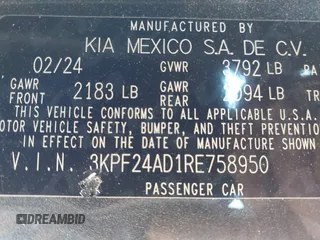 MANUFACTURED BY
KIA MEXICO S.A. DE C.V.
02/24 GVWR 3792 LB PA
GAWR FRONT 2183 LB GAWR REAR 094 LB
THIS VEHICLE CONFORMS TO ALL APPLICABLE U.S.A.
MOTOR VEHICLE SAFETY, BUMPER, AND THEFT
IN EFFECT ON THE DATE OF MANUFACTURE SHOWN
V.I.N. 3KPF24AD1RE758950
PASSENGER CAR
DREAMBID